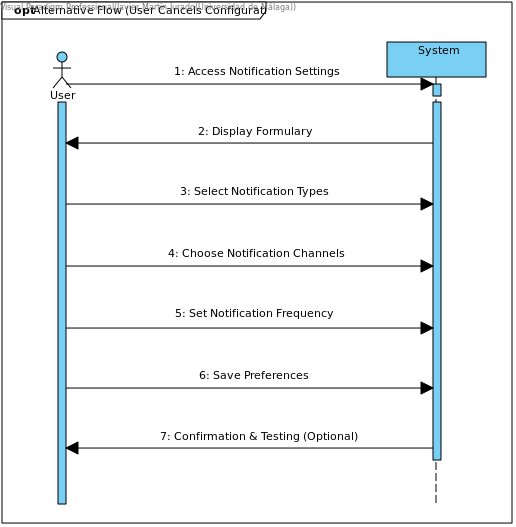 Visual Paradigm Professional(Javier Martín Jurado(Universidad de Málaga))
opt Alternative Flow (User Cancels Configurati
System
1: Access Notification Settings
User
2: Display Formulary
3: Select Notification Types
4: Choose Notification Channels
5: Set Notification Frequency
6: Save Preferences
7: Confirmation & Testing (Optional)